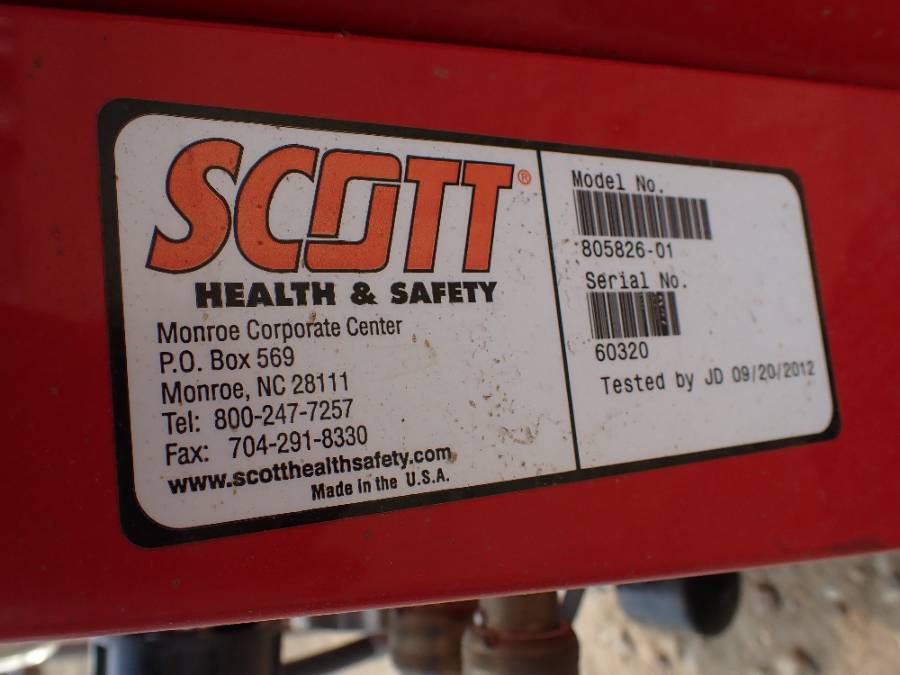 SCOTT®
HEALTH & SAFETY
Monroe Corporate Center
P.O. Box 569
Monroe, NC 28111
Tel: 800-247-7257
Fax: 704-291-8330
www.scotthealthsafety.com
Made in the U.S.A.
Model No.
805826-01
Serial No.
60320
Tested by JD 09/20/2012